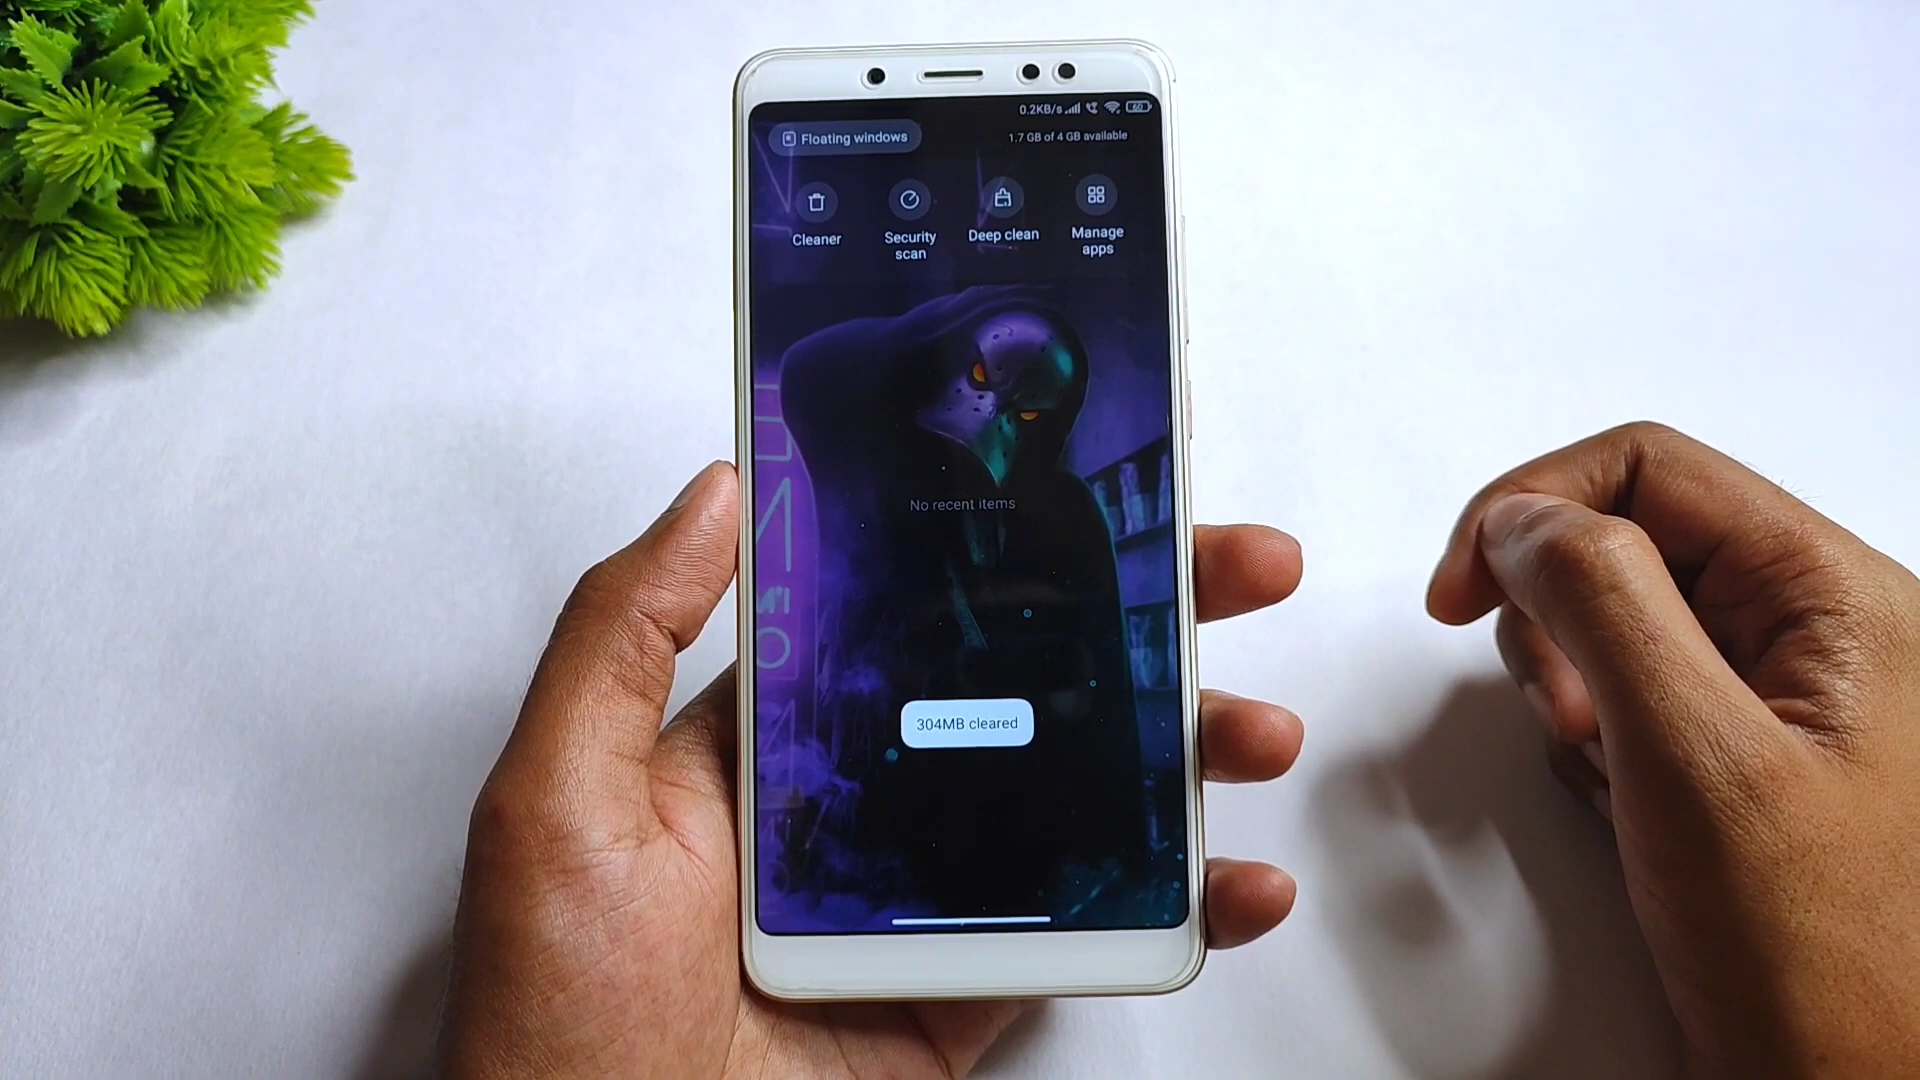 0.2KB/s 60
Floating windows
1.7 GB of 4 GB available
Cleaner
Security
scan
Deep clean
Manage
apps
No recent items
304MB cleared